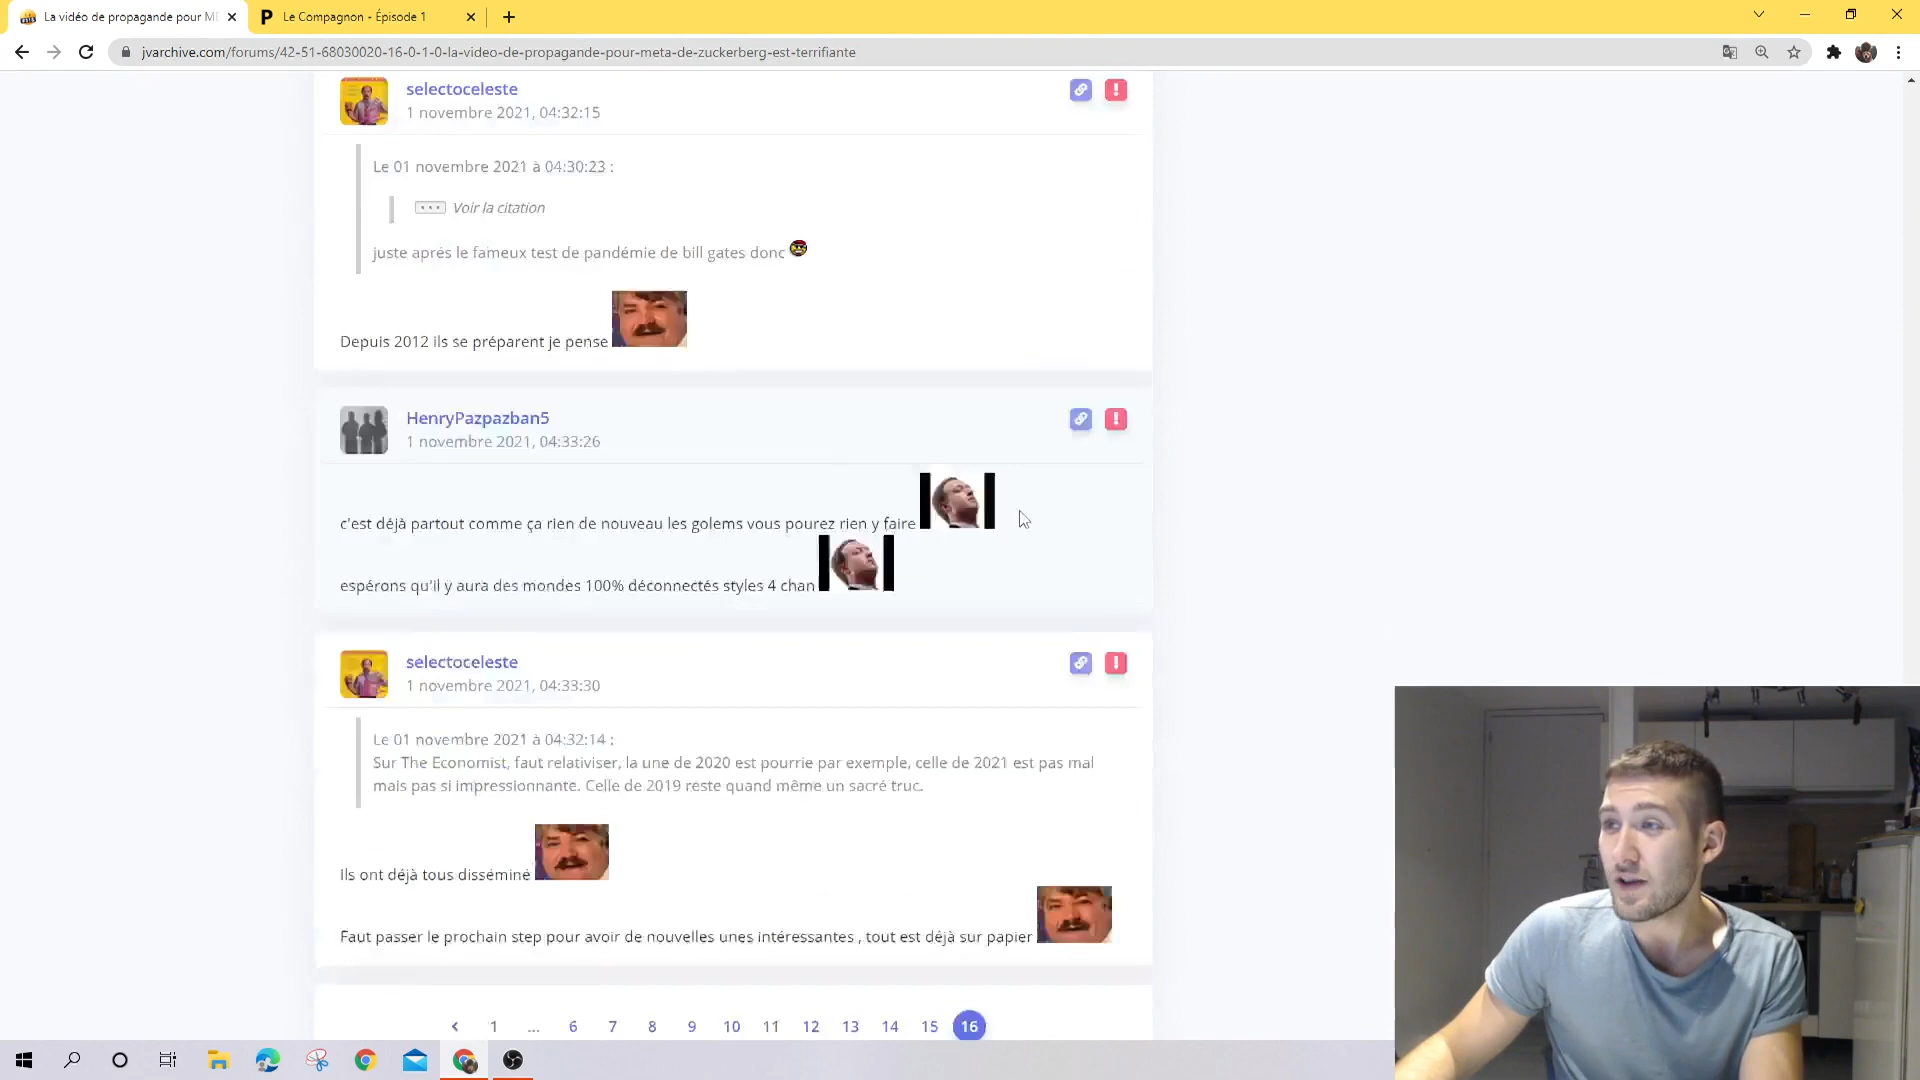 La vidéo de propagande pour ME
Le Compagnon - Épisode 1
jvarchive.com/forums/42-51-68030020-16-0-1-0-la-video-de-propagande-pour-meta-de-zuckerberg-est-terrifiante
selectoceleste
1 novembre 2021, 04:32:15
Le 01 novembre 2021 à 04:30:23 :
Voir la citation
juste aprés le fameux test de pandémie de bill gates donc
Depuis 2012 ils se préparent je pense
HenryPazpazban5
1 novembre 2021, 04:33:26
c'est déjà partout comme ça rien de nouveau les golems vous pourez rien y faire
espérons qu'il y aura des mondes 100% déconnectés styles 4 chan
selectoceleste
1 novembre 2021, 04:33:30
Le 01 novembre 2021 à 04:32:14 :
Sur The Economist, faut relativiser, la une de 2020 est pourrie par exemple, celle de 2021 est pas mal
mais pas si impressionnante. Celle de 2019 reste quand même un sacré truc.
Ils ont déjà tous disséminé
Faut passer le prochain step pour avoir de nouvelles unes intéressantes , tout est déjà sur papier
1 ... 6 7 8 9 10 11 12 13 14 15 16